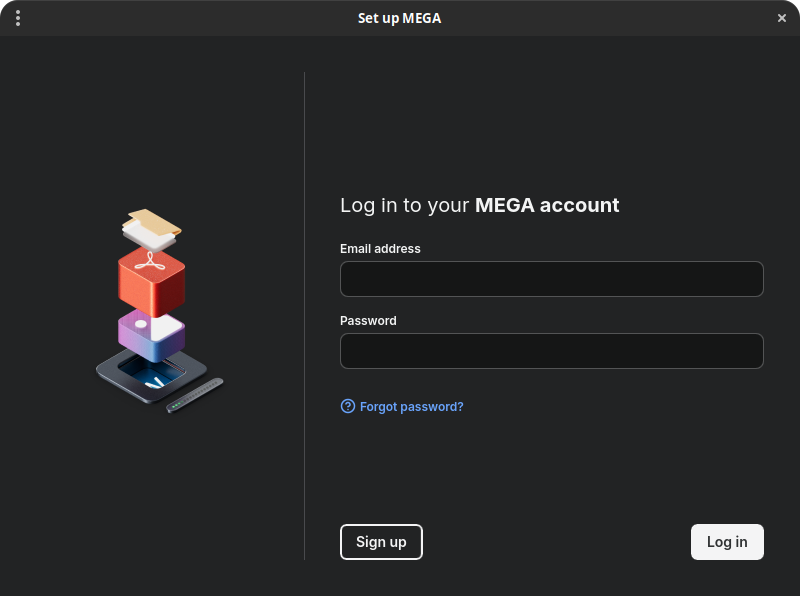 Set up MEGA
Log in to your MEGA account
Email address
Password
Forgot password?
Sign up
Log in